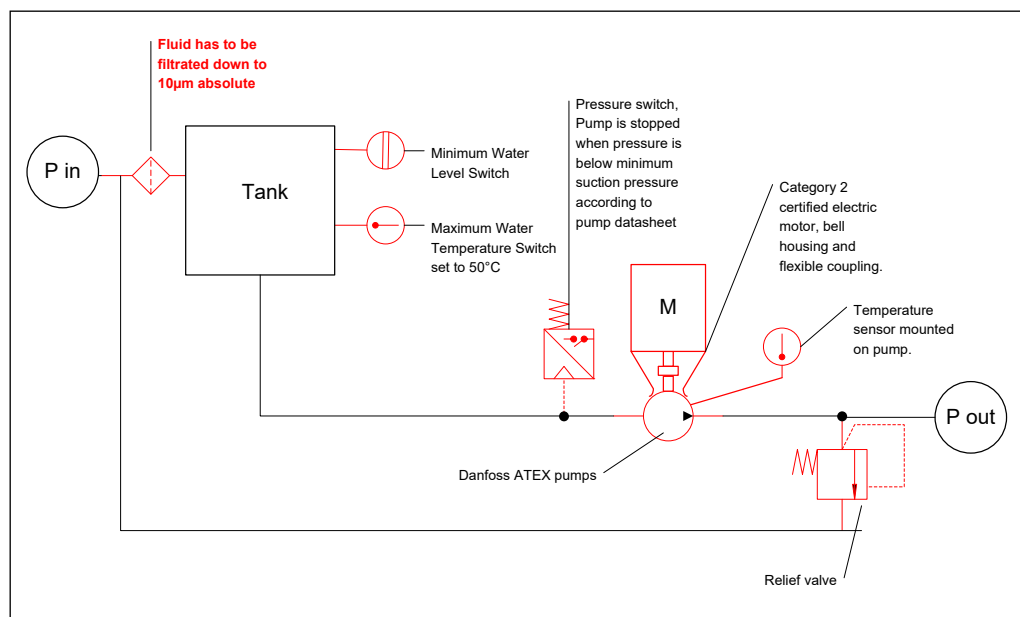 Fluid has to be
filtrated down to
10µm absolute
P in
Tank
Minimum Water
Level Switch
Maximum Water
Temperature Switch
set to 50°C
Pressure switch,
Pump is stopped
when pressure is
below minimum
suction pressure
according to
pump datasheet
Category 2
certified electric
motor, bell
housing and
flexible coupling.
M
Temperature
sensor mounted
on pump.
P out
Danfoss ATEX pumps
Relief valve